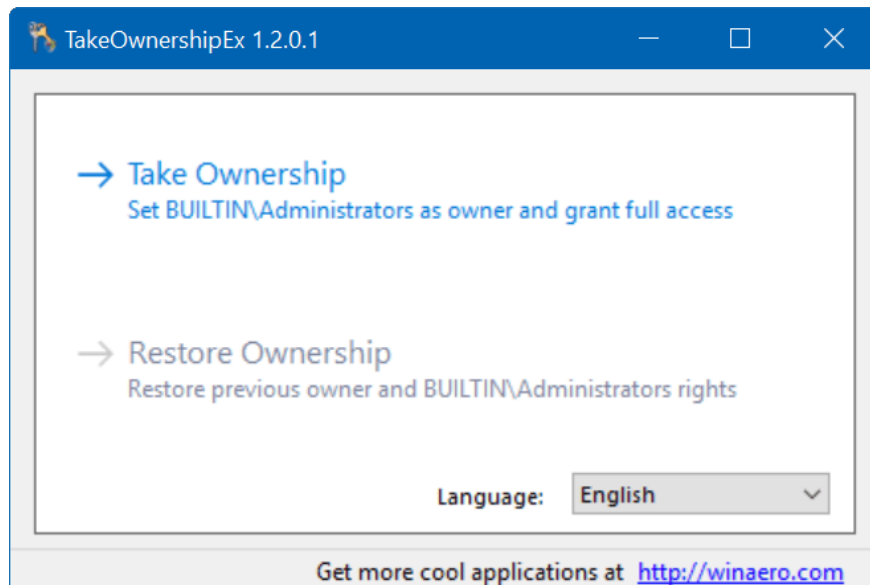 TakeOwnershipEx 1.2.0.1
Take Ownership
Set BUILTIN\Administrators as owner and grant full access
Restore Ownership
Restore previous owner and BUILTIN\Administrators rights
Language: English
Get more cool applications at http://winaero.com